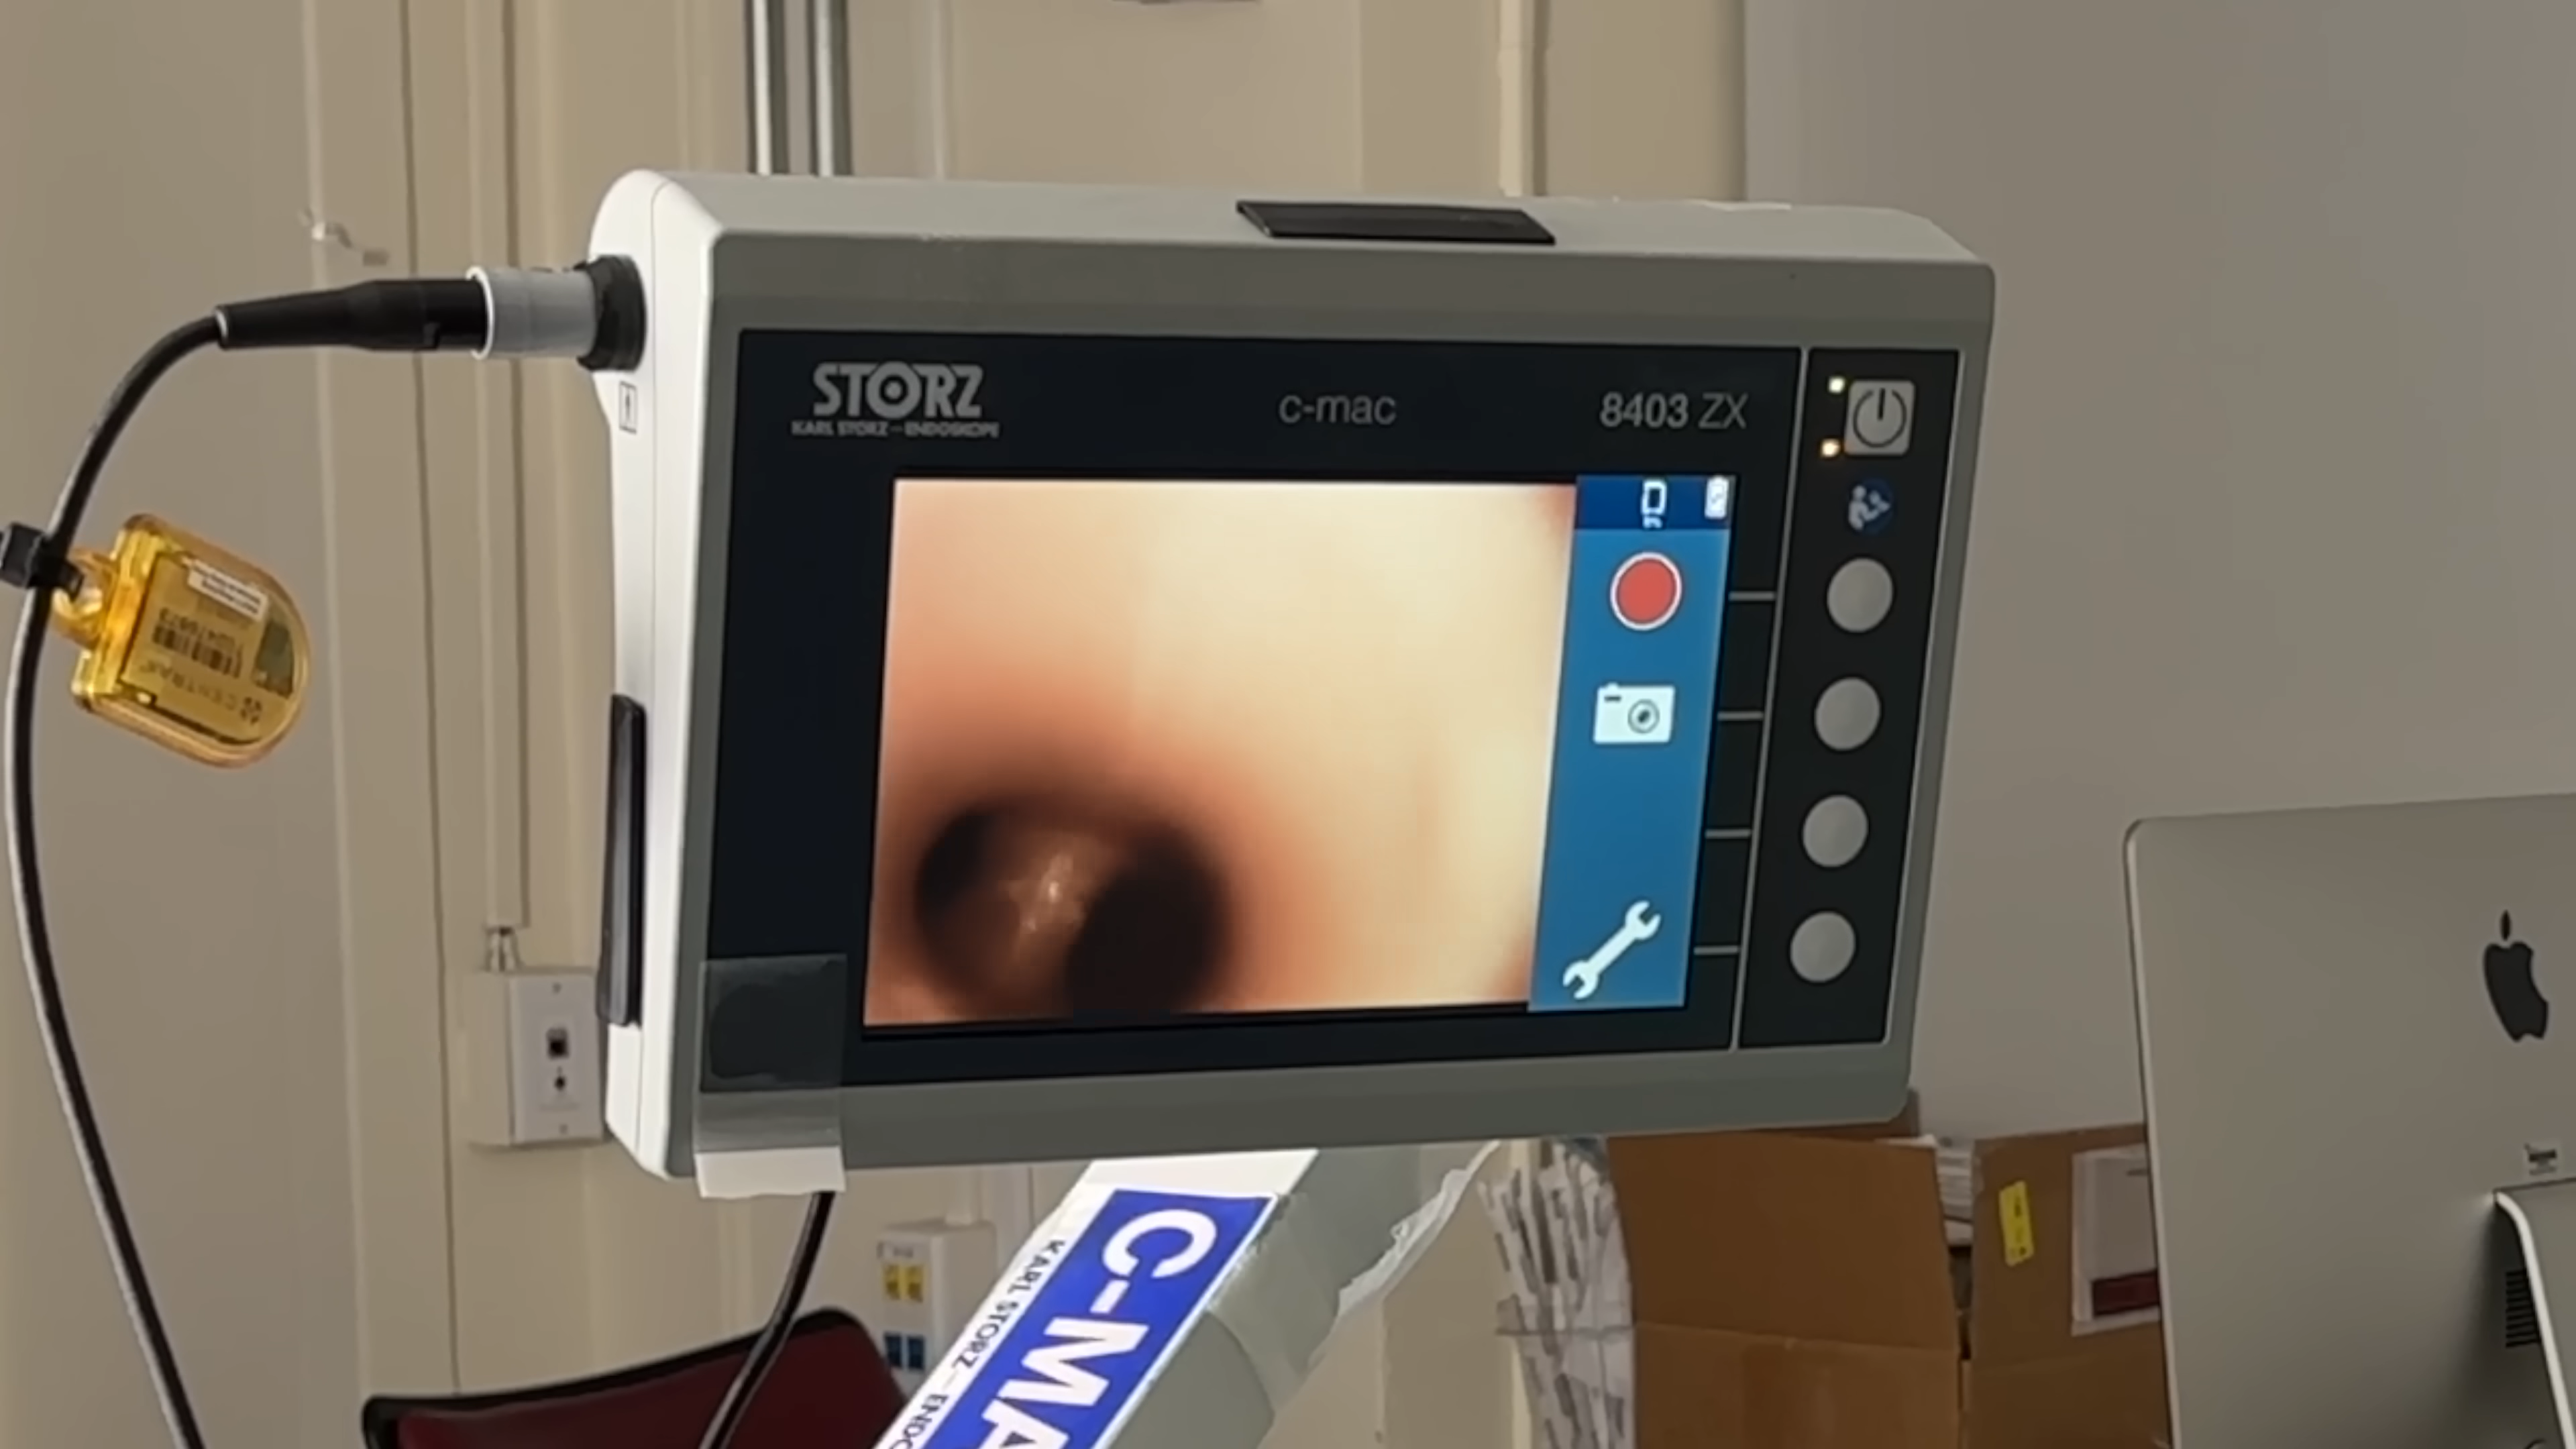 STORZ
KARL STORZ — ENDOSKOPE
c-mac
8403 ZX
C-MA
KARL STORZ — ENDO